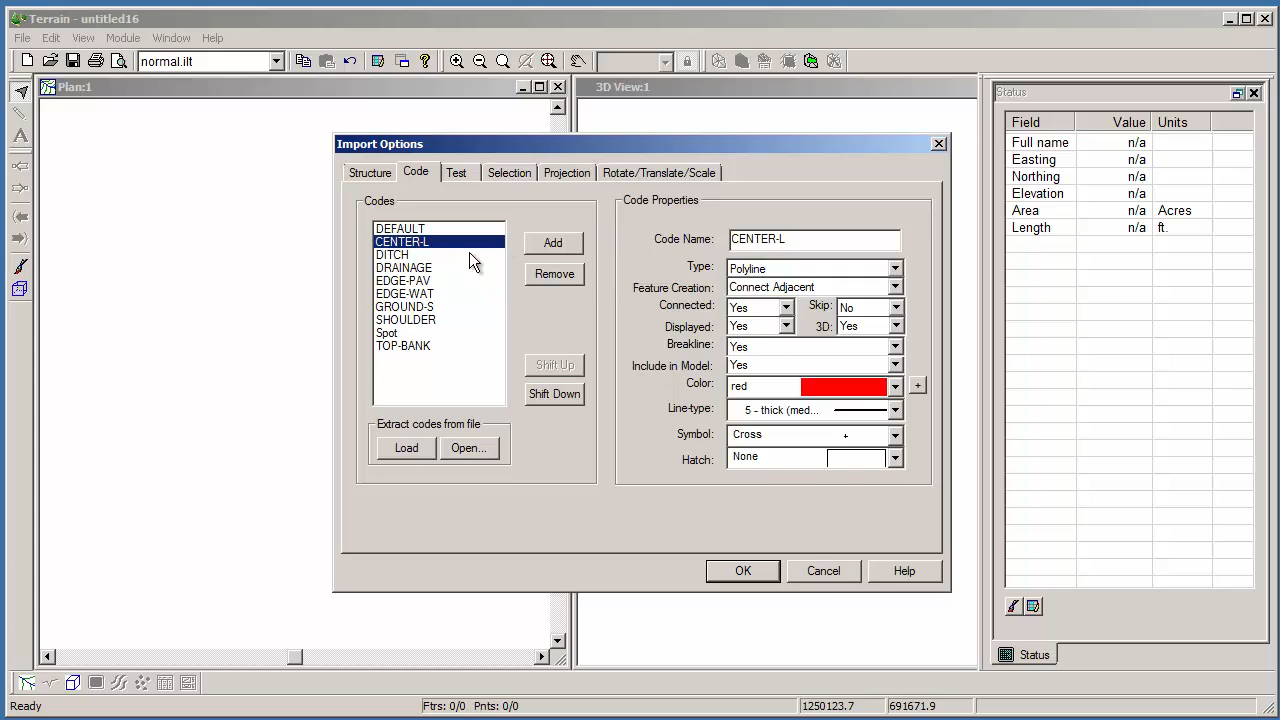 Terrain - untitled16
File Edit View Module Window Help
normal.ilt
Plan:1
3D View:1
Status
Field Value Units
Full name n/a
Easting n/a
Northing n/a
Elevation n/a
Area n/a Acres
Length n/a ft.
Import Options
Structure Code Test Selection Projection Rotate/Translate/Scale
Codes
DEFAULT
CENTER-L
DITCH
DRAINAGE
EDGE-PAV
EDGE-WAT
GROUND-S
SHOULDER
Spot
TOP-BANK
Add
Remove
Shift Up
Shift Down
Extract codes from file
Load Open...
Code Properties
Code Name: CENTER-L
Type: Polyline
Feature Creation: Connect Adjacent
Connected: Yes Skip: No
Displayed: Yes 3D: Yes
Breakline: Yes
Include in Model: Yes
Color: red +
Line-type: 5 - thick (med...
Symbol: Cross
Hatch: None
OK Cancel Help
Status
Ready Ftrs: 0/0 Pnts: 0/0 1250123.7 691671.9